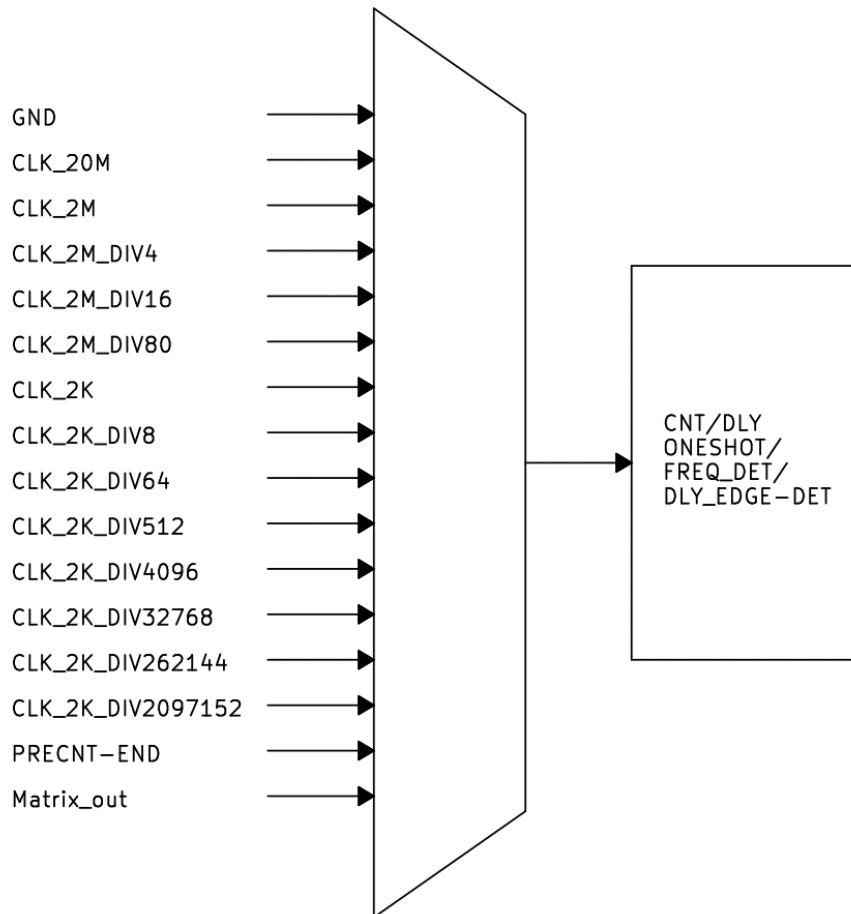 GND
CLK_20M
CLK_2M
CLK_2M_DIV4
CLK_2M_DIV16
CLK_2M_DIV80
CLK_2K
CLK_2K_DIV8
CLK_2K_DIV64
CLK_2K_DIV512
CLK_2K_DIV4096
CLK_2K_DIV32768
CLK_2K_DIV262144
CLK_2K_DIV2097152
PRECNT-END
Matrix_out
CNT/DLY
ONESHOT/
FREQ_DET/
DLY_EDGE-DET